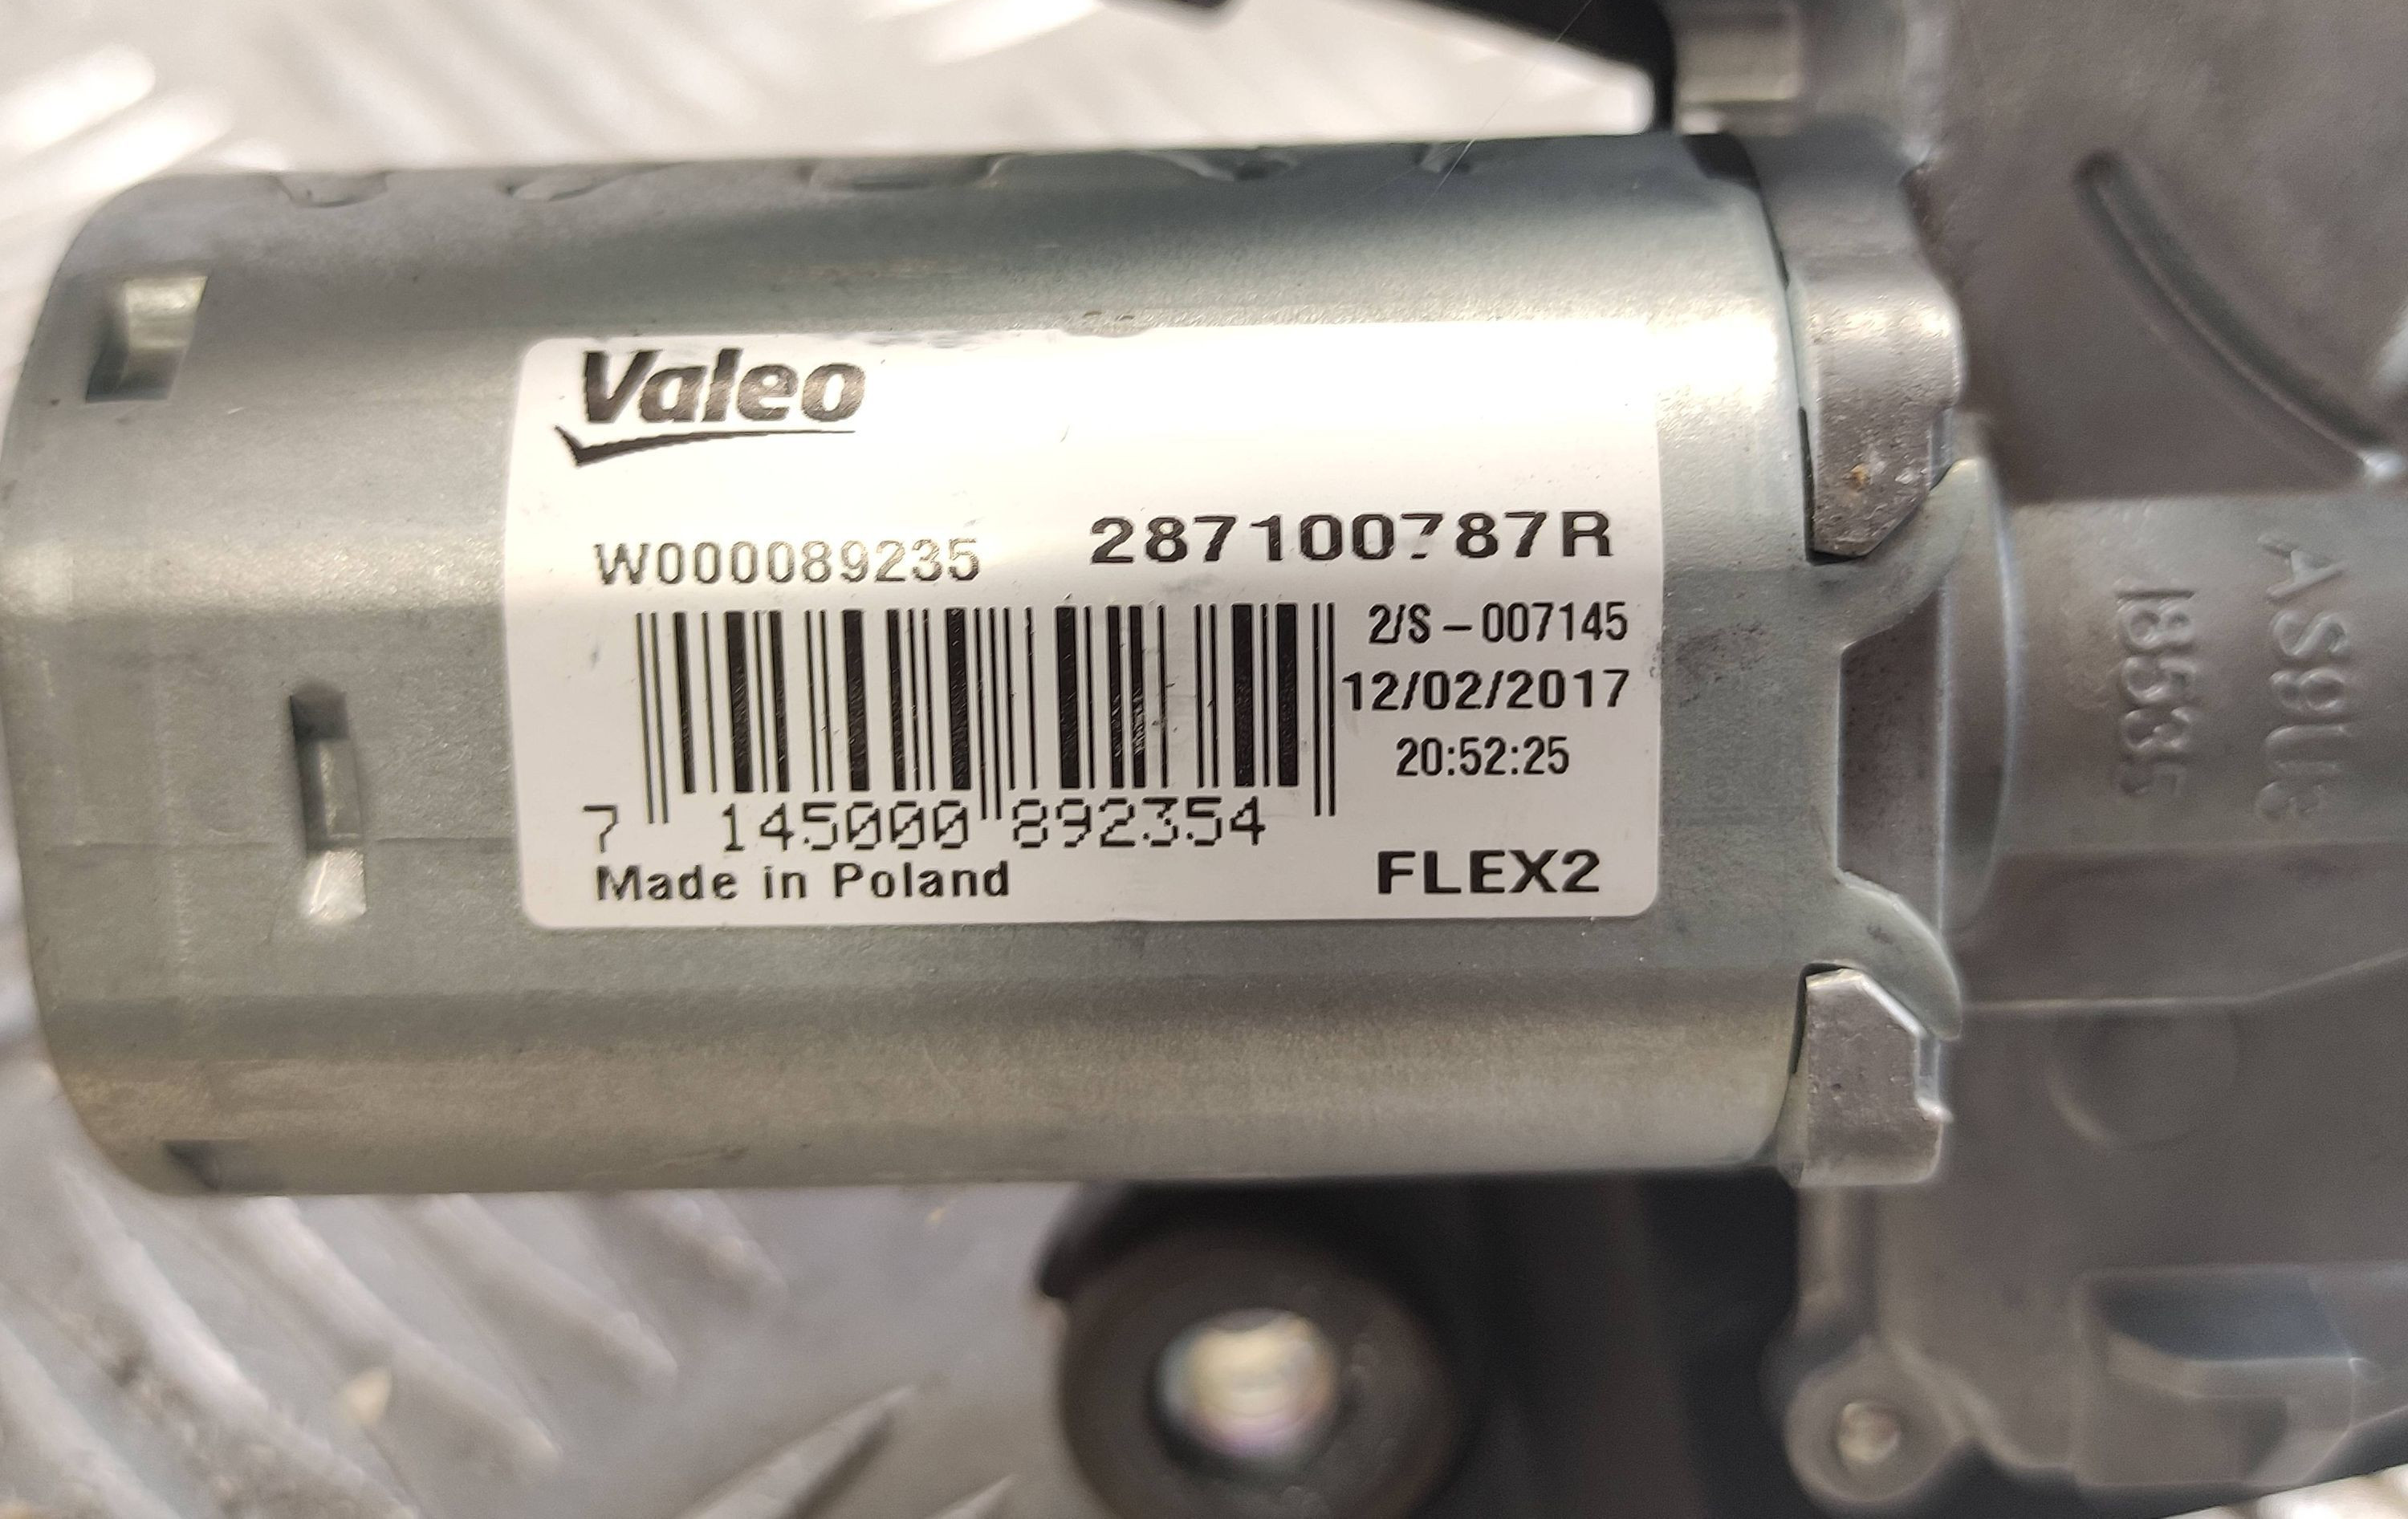 Valeo
W000089235 287100787R
2/S-007145
12/02/2017
20:52:25
7 145000 892354
Made in Poland FLEX2